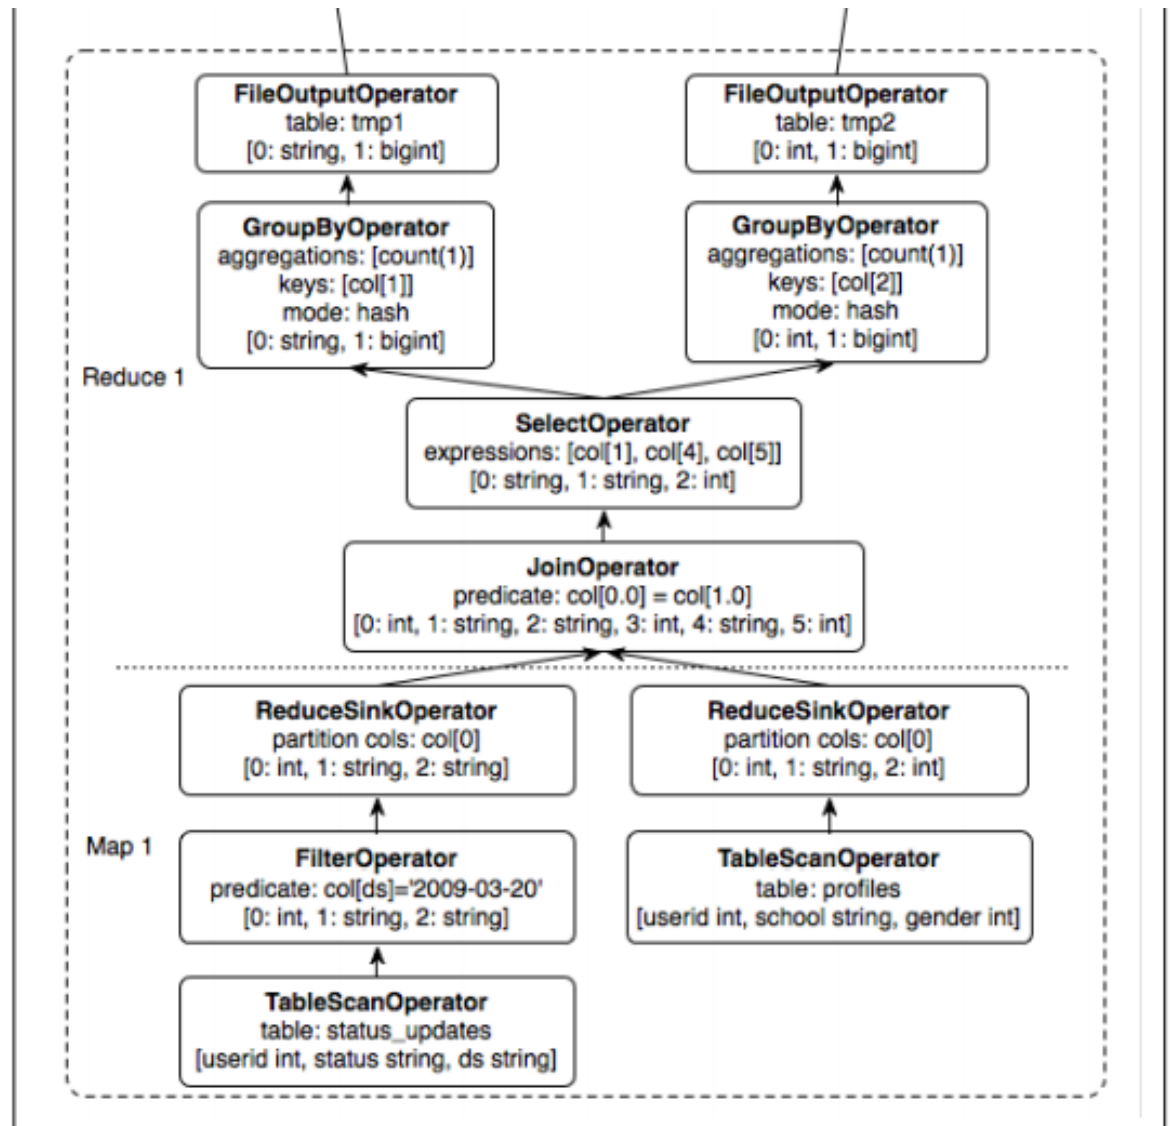 FileOutputOperator
table: tmp1
[0: string, 1: bigint]
FileOutputOperator
table: tmp2
[0: int, 1: bigint]
GroupByOperator
aggregations: [count(1)]
keys: [col[1]]
mode: hash
[0: string, 1: bigint]
GroupByOperator
aggregations: [count(1)]
keys: [col[2]]
mode: hash
[0: int, 1: bigint]
Reduce 1
SelectOperator
expressions: [col[1], col[4], col[5]]
[0: string, 1: string, 2: int]
JoinOperator
predicate: col[0.0] = col[1.0]
[0: int, 1: string, 2: string, 3: int, 4: string, 5: int]
ReduceSinkOperator
partition cols: col[0]
[0: int, 1: string, 2: string]
ReduceSinkOperator
partition cols: col[0]
[0: int, 1: string, 2: int]
Map 1
FilterOperator
predicate: col[ds]='2009-03-20'
[0: int, 1: string, 2: string]
TableScanOperator
table: profiles
[userid int, school string, gender int]
TableScanOperator
table: status_updates
[userid int, status string, ds string]